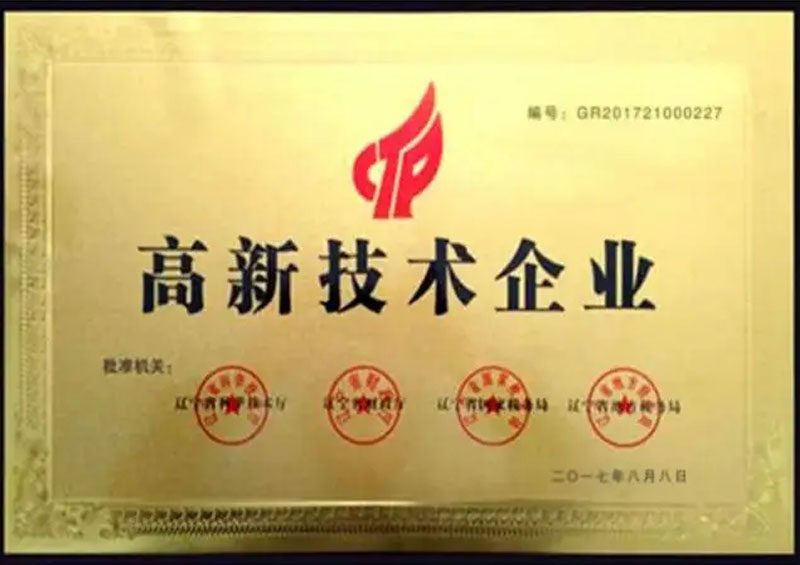 编号：GR201721000227
高新技术企业
批准机关：
辽宁省科学技术厅 辽宁省财政厅 辽宁省国家税务局 辽宁省地方税务局
二〇一七年八月八日